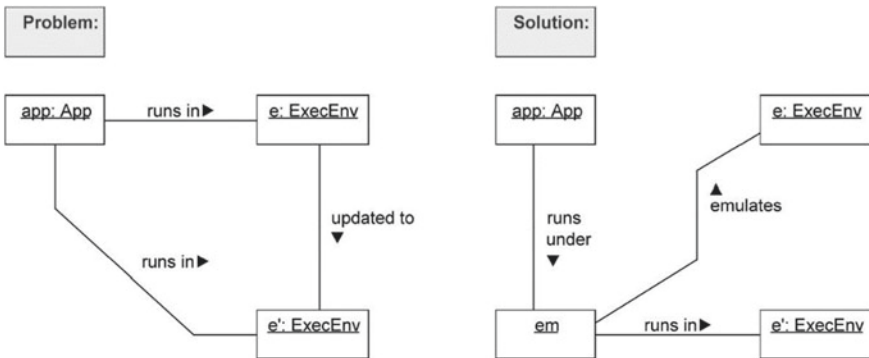 Problem:
Solution:
app: App
runs in▶
e: ExecEnv
app: App
e: ExecEnv
updated to
▼
▲
emulates
runs
under
▼
runs in▶
e': ExecEnv
em
runs in▶
e': ExecEnv